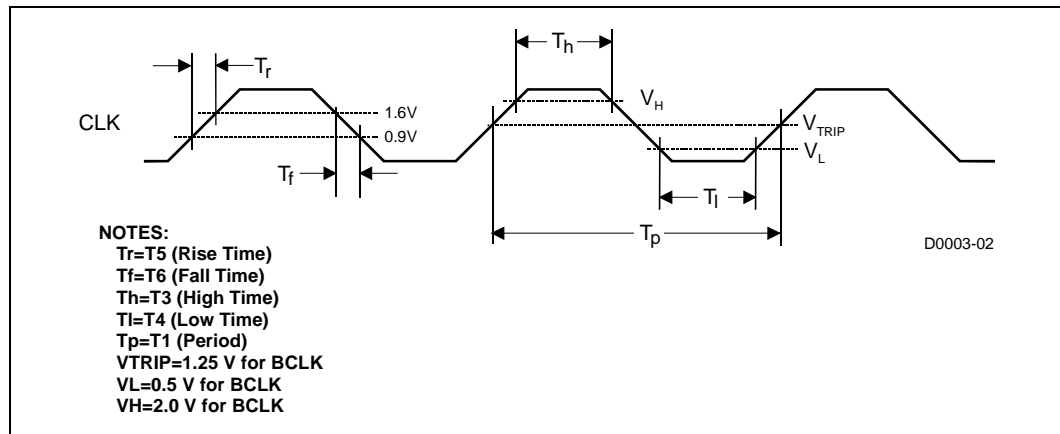 Th
Tr
VH
1.6V
CLK
VTRIP
0.9V
VL
Tf
Tl
Tp
D0003-02
NOTES:
Tr=T5 (Rise Time)
Tf=T6 (Fall Time)
Th=T3 (High Time)
Tl=T4 (Low Time)
Tp=T1 (Period)
VTRIP=1.25 V for BCLK
VL=0.5 V for BCLK
VH=2.0 V for BCLK